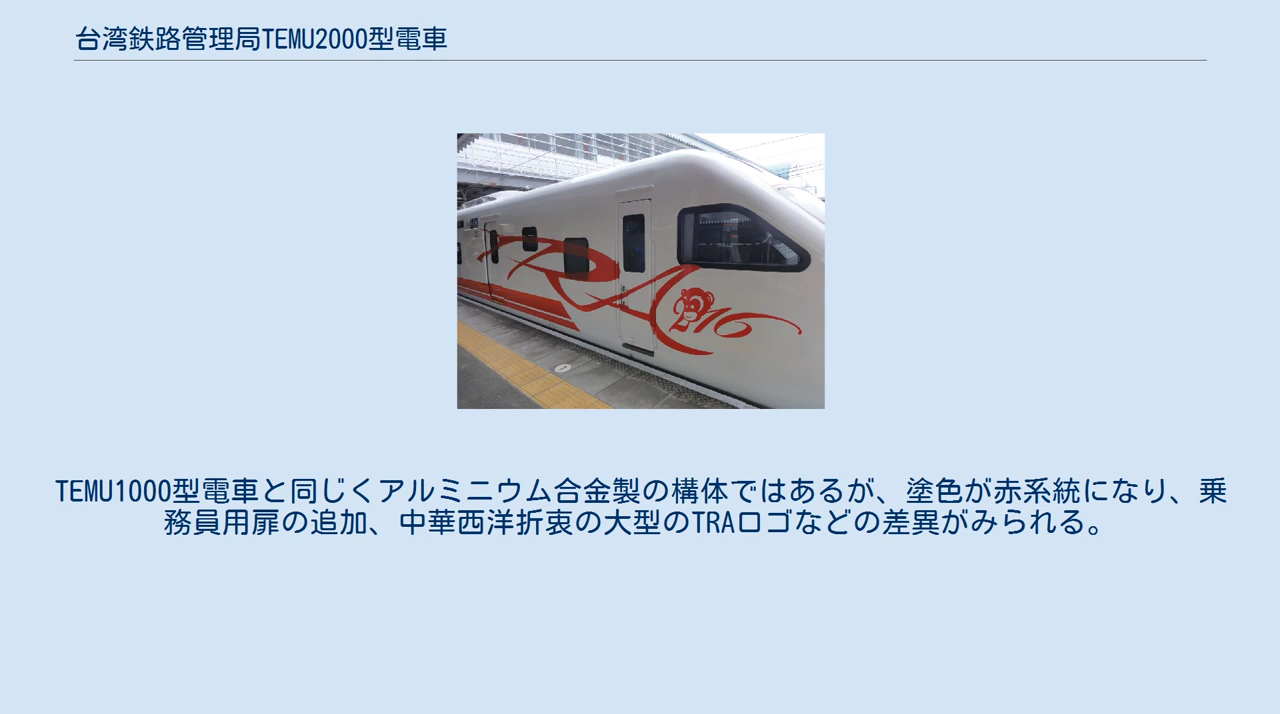 台湾鉄路管理局TEMU2000型電車
TRA
2016
TEMU1000型電車と同じくアルミニウム合金製の構体ではあるが、塗色が赤系統になり、乗
務員用扉の追加、中華西洋折衷の大型のTRAロゴなどの差異がみられる。